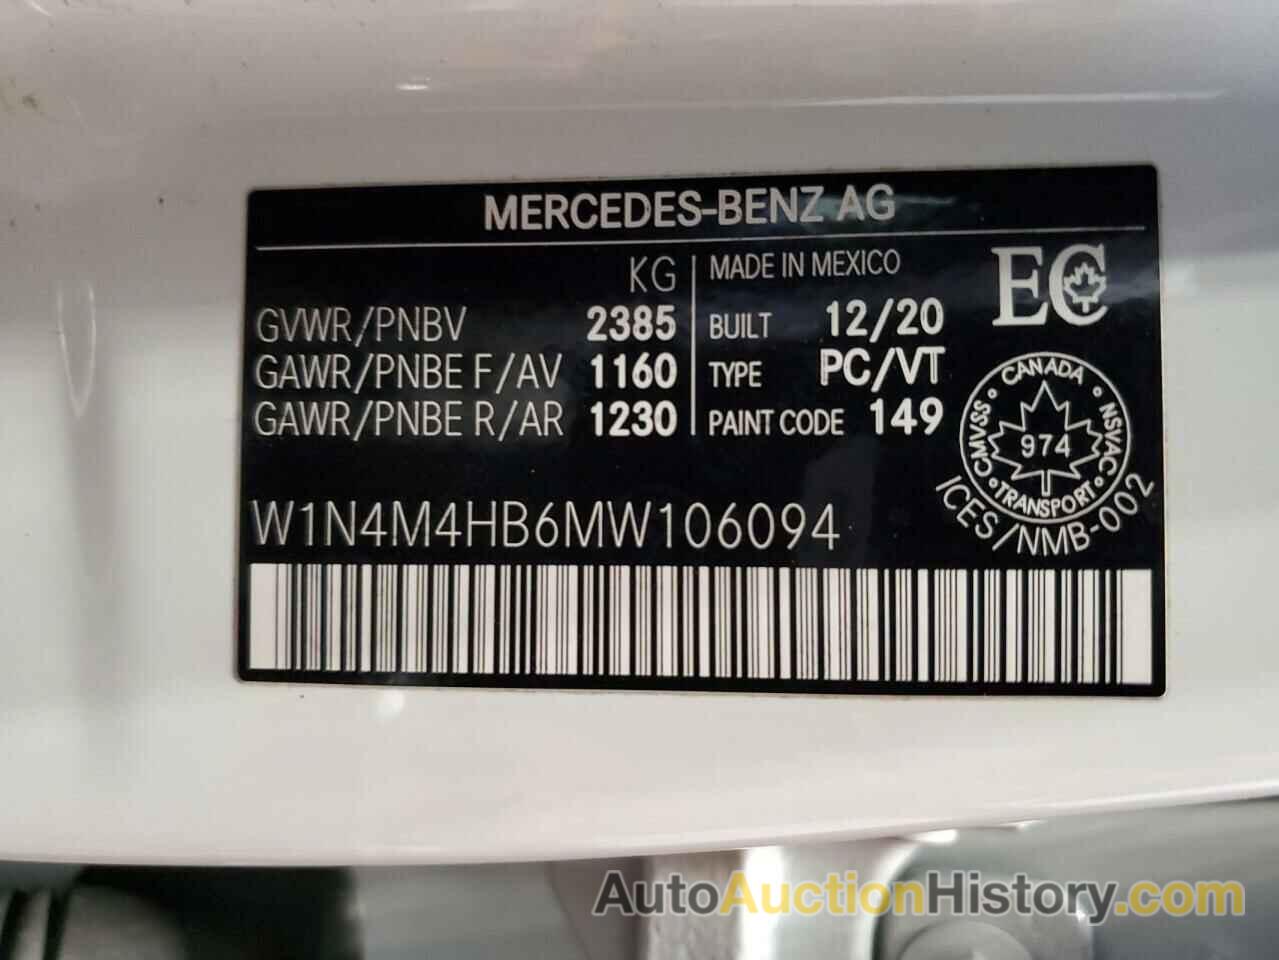 MERCEDES-BENZ AG
KG
GVWR/PNBV 2385
GAWR/PNBE F/AV 1160
GAWR/PNBE R/AR 1230
MADE IN MEXICO
BUILT 12/20
TYPE PC/VT
PAINT CODE 149
EC
CANADA
CMVSS
974
NSVAC
TRANSPORT
ICES/NMB-002
W1N4M4HB6MW106094
AutoAuctionHistory.com